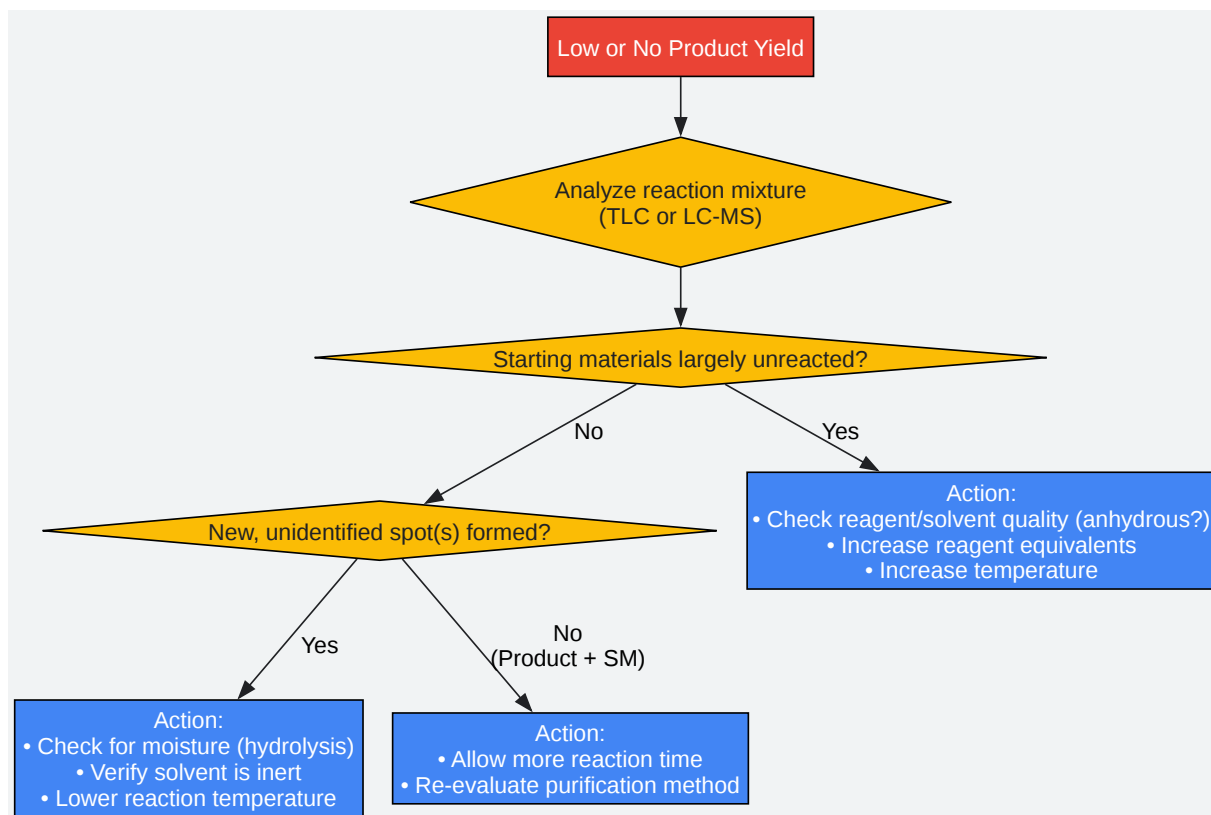 Low or No Product Yield
Analyze reaction mixture
(TLC or LC-MS)
Starting materials largely unreacted?
No
Yes
Action:
• Check reagent/solvent quality (anhydrous?)
• Increase reagent equivalents
• Increase temperature
New, unidentified spot(s) formed?
Yes
No
(Product + SM)
Action:
• Check for moisture (hydrolysis)
• Verify solvent is inert
• Lower reaction temperature
Action:
• Allow more reaction time
• Re-evaluate purification method